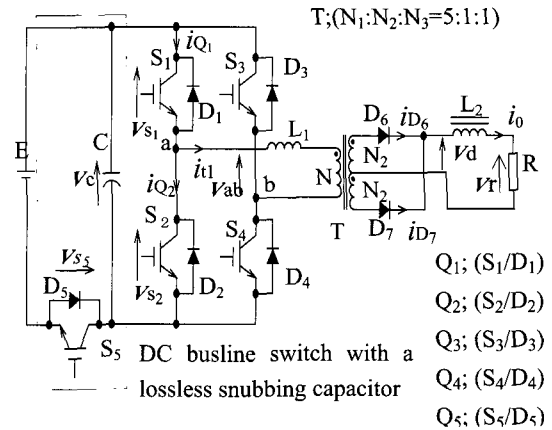 T;(N₁:N₂:N₃=5:1:1)
iQ₁
S₁
S₃
D₃
vS₁
D₁
C
a
L₁
D₆
iD₆
L₂
i₀
E
vc
it1
vab
N
N₂
vd
vr
R
iQ₂
b
N₂
S₂
S₄
T
D₇
iD₇
vS₅
D₅
vS₂
D₂
D₄
S₅
DC busline switch with a
lossless snubbing capacitor
Q₁; (S₁/D₁)
Q₂; (S₂/D₂)
Q₃; (S₃/D₃)
Q₄; (S₄/D₄)
Q₅; (S₅/D₅)